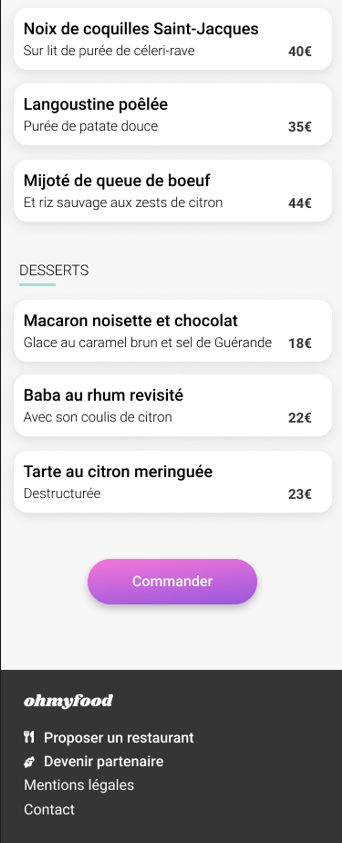 Noix de coquilles Saint-Jacques
Sur lit de purée de céleri-rave 40€
Langoustine poêlée
Purée de patate douce 35€
Mijoté de queue de boeuf
Et riz sauvage aux zests de citron 44€
DESSERTS
Macaron noisette et chocolat
Glace au caramel brun et sel de Guérande 18€
Baba au rhum revisité
Avec son coulis de citron 22€
Tarte au citron meringuée
Destructurée 23€
Commander
ohmyfood
Proposer un restaurant
Devenir partenaire
Mentions légales
Contact